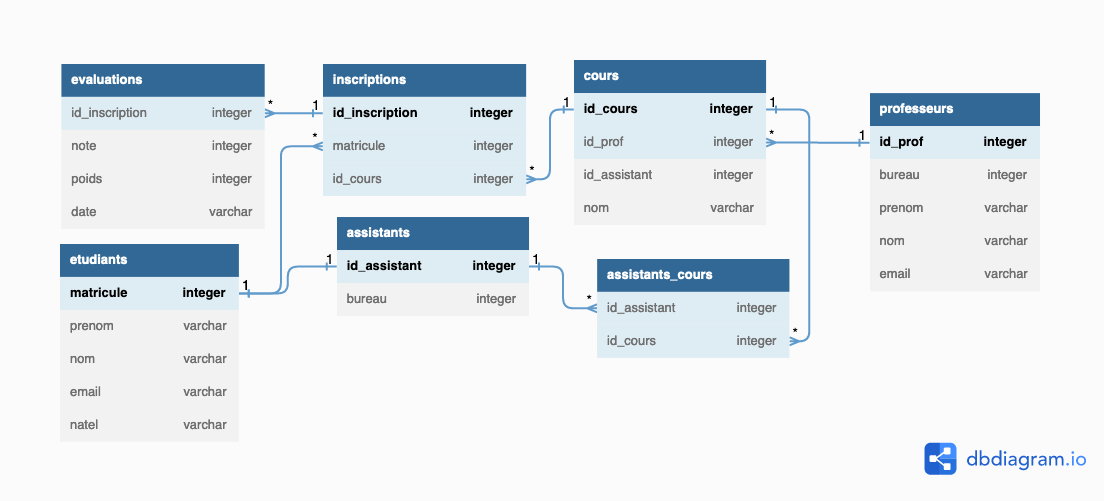 evaluations
id_inscription integer
note integer
poids integer
date varchar
inscriptions
id_inscription integer
matricule integer
id_cours integer
cours
id_cours integer
id_prof integer
id_assistant integer
nom varchar
professeurs
id_prof integer
bureau integer
prenom varchar
nom varchar
email varchar
etudiants
matricule integer
prenom varchar
nom varchar
email varchar
natel varchar
assistants
id_assistant integer
bureau integer
assistants_cours
id_assistant integer
id_cours integer
* 1
*
* 1
1 * 1
1
1 1
*
*
dbdiagram.io